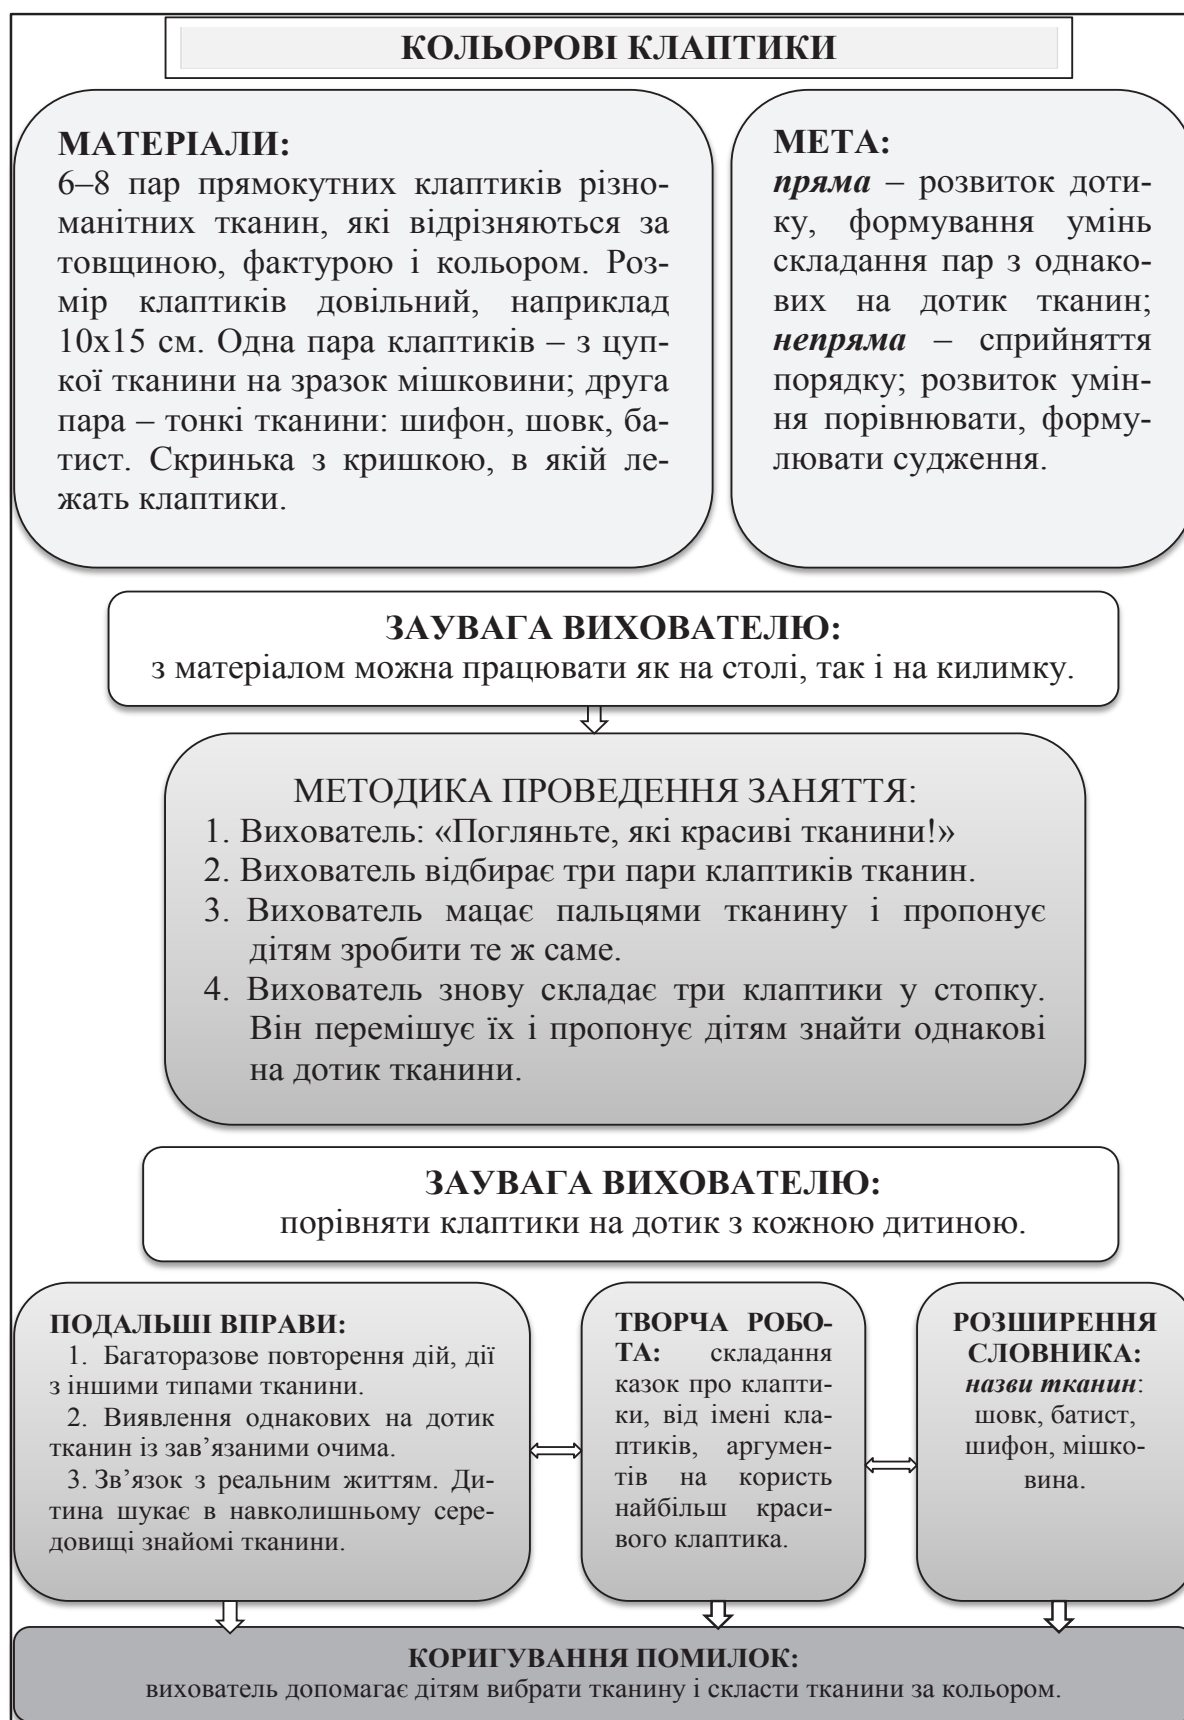 КОЛЬОРОВІ КЛАПТИКИ
МАТЕРІАЛИ:
6–8 пар прямокутних клаптиків різно-
манітних тканин, які відрізняються за
товщиною, фактурою і кольором. Роз-
мір клаптиків довільний, наприклад
10х15 см. Одна пара клаптиків – з цуп-
кої тканини на зразок мішковини; друга
пара – тонкі тканини: шифон, шовк, ба-
тист. Скринька з кришкою, в якій ле-
жать клаптики.
МЕТА:
пряма – розвиток доти-
ку, формування умінь
складання пар з однако-
вих на дотик тканин;
непряма – сприйняття
порядку; розвиток умін-
ня порівнювати, форму-
лювати судження.
ЗАУВАГА ВИХОВАТЕЛЮ:
з матеріалом можна працювати як на столі, так і на килимку.
МЕТОДИКА ПРОВЕДЕННЯ ЗАНЯТТЯ:
1. Вихователь: «Погляньте, які красиві тканини!»
2. Вихователь відбирає три пари клаптиків тканин.
3. Вихователь мацає пальцями тканину і пропонує
дітям зробити те ж саме.
4. Вихователь знову складає три клаптики у стопку.
Він перемішує їх і пропонує дітям знайти однакові
на дотик тканини.
ЗАУВАГА ВИХОВАТЕЛЮ:
порівняти клаптики на дотик з кожною дитиною.
ПОДАЛЬШІ ВПРАВИ:
1. Багаторазове повторення дій, дії
з іншими типами тканини.
2. Виявлення однакових на дотик
тканин із зав’язаними очима.
3. Зв’язок з реальним життям. Ди-
тина шукає в навколишньому сере-
довищі знайомі тканини.
ТВОРЧА РОБО-
ТА: складання
казок про клапти-
ки, від імені кла-
птиків, аргумен-
тів на користь
найбільш краси-
вого клаптика.
РОЗШИРЕННЯ
СЛОВНИКА:
назви тканин:
шовк, батист,
шифон, мішко-
вина.
КОРИГУВАННЯ ПОМИЛОК:
вихователь допомагає дітям вибрати тканину і скласти тканини за кольором.